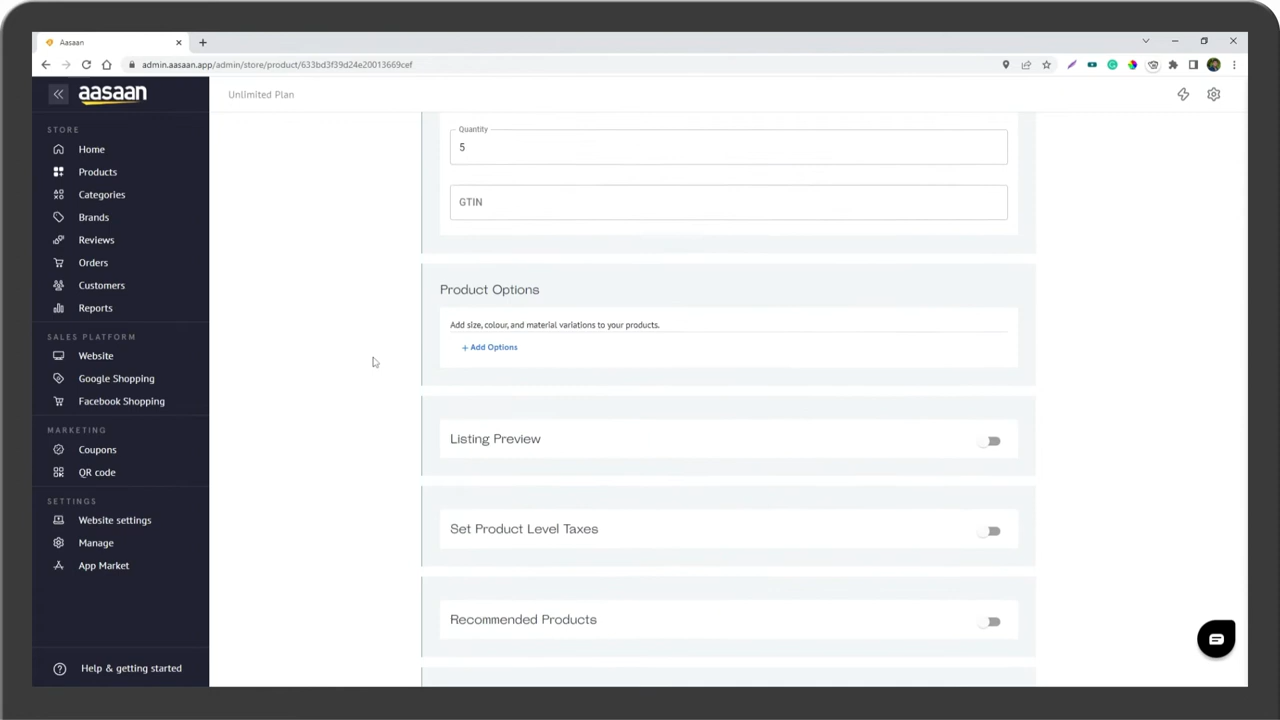 Aasaan
admin.aasaan.app/admin/store/product/633bd3f39d24e20013669cef
aasaan
Unlimited Plan
STORE
Home
Products
Categories
Brands
Reviews
Orders
Customers
Reports
SALES PLATFORM
Website
Google Shopping
Facebook Shopping
MARKETING
Coupons
QR code
SETTINGS
Website settings
Manage
App Market
Help & getting started
Quantity
5
GTIN
Product Options
Add size, colour, and material variations to your products.
+ Add Options
Listing Preview
Set Product Level Taxes
Recommended Products